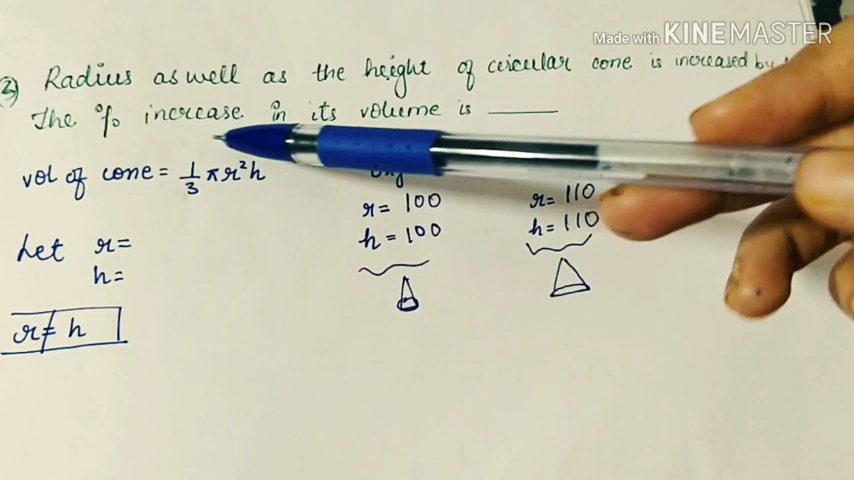 Made with KINEMASTER
3) Radius as well as the height of circular cone is increased by
The % increase in its volume is ______
vol of cone = 1/3 πr²h
r = 100
r = 110
h = 100
h = 110
Let r =
h =
r ≠ h